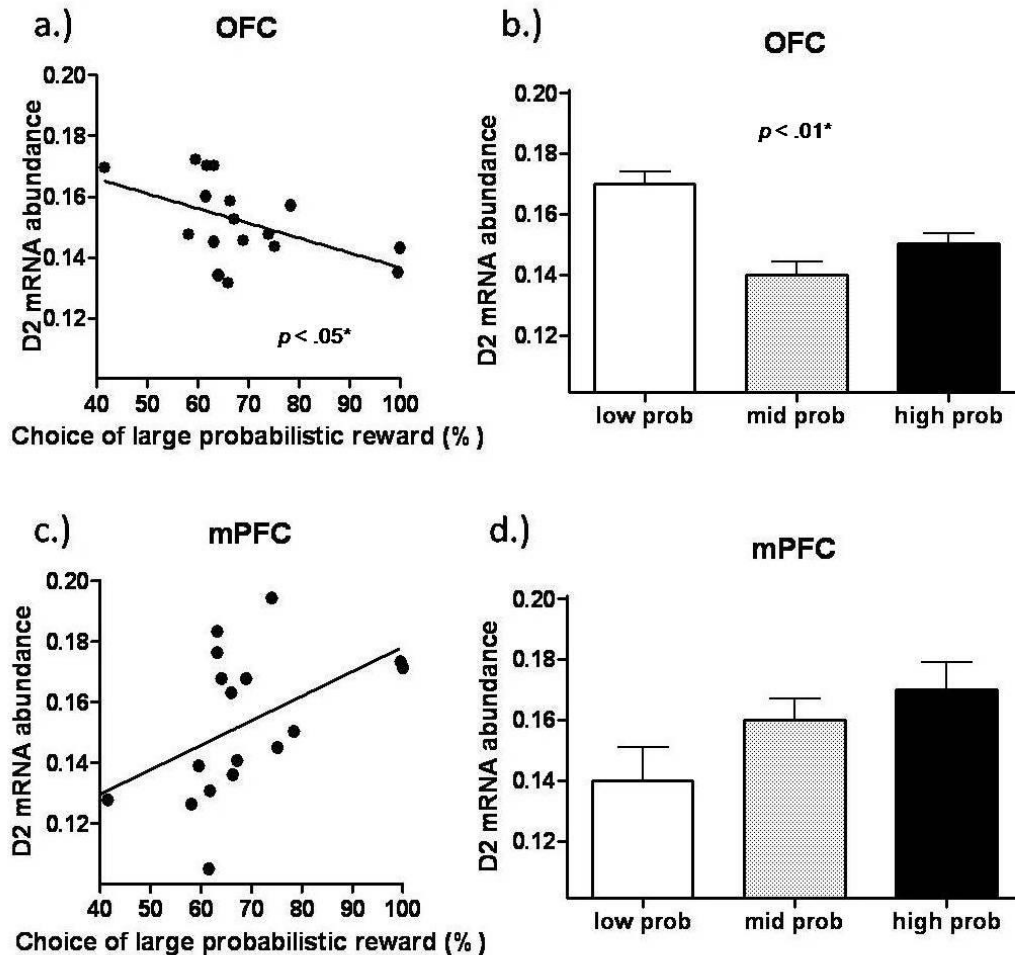 a.)
OFC
D2 mRNA abundance
0.20
0.18
0.16
0.14
0.12
p < .05*
40 50 60 70 80 90 100
Choice of large probabilistic reward (%)
b.)
OFC
D2 mRNA abundance
0.20
0.18
0.16
0.14
0.12
p < .01*
low prob mid prob high prob
c.)
mPFC
D2 mRNA abundance
0.20
0.18
0.16
0.14
0.12
40 50 60 70 80 90 100
Choice of large probabilistic reward (%)
d.)
mPFC
D2 mRNA abundance
0.20
0.18
0.16
0.14
0.12
low prob mid prob high prob